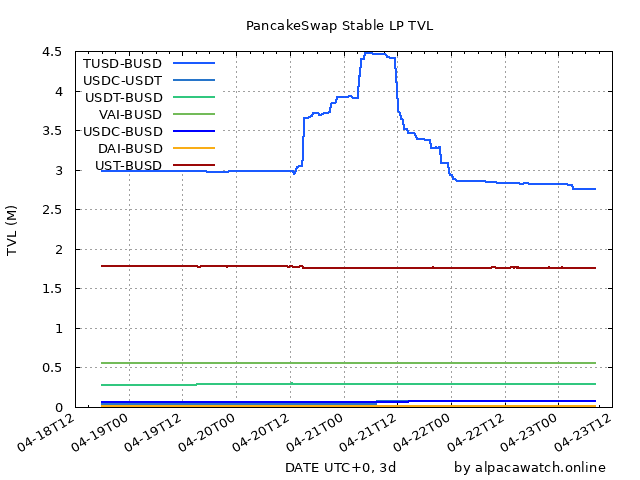 PancakeSwap Stable LP TVL
4.5
4
3.5
3
2.5
2
1.5
1
0.5
0
TVL (M)
TUSD-BUSD
USDC-USDT
USDT-BUSD
VAI-BUSD
USDC-BUSD
DAI-BUSD
UST-BUSD
04-18T12
04-19T00
04-19T12
04-20T00
04-20T12
04-21T00
04-21T12
04-22T00
04-22T12
04-23T00
04-23T12
DATE UTC+0, 3d
by alpacawatch.online